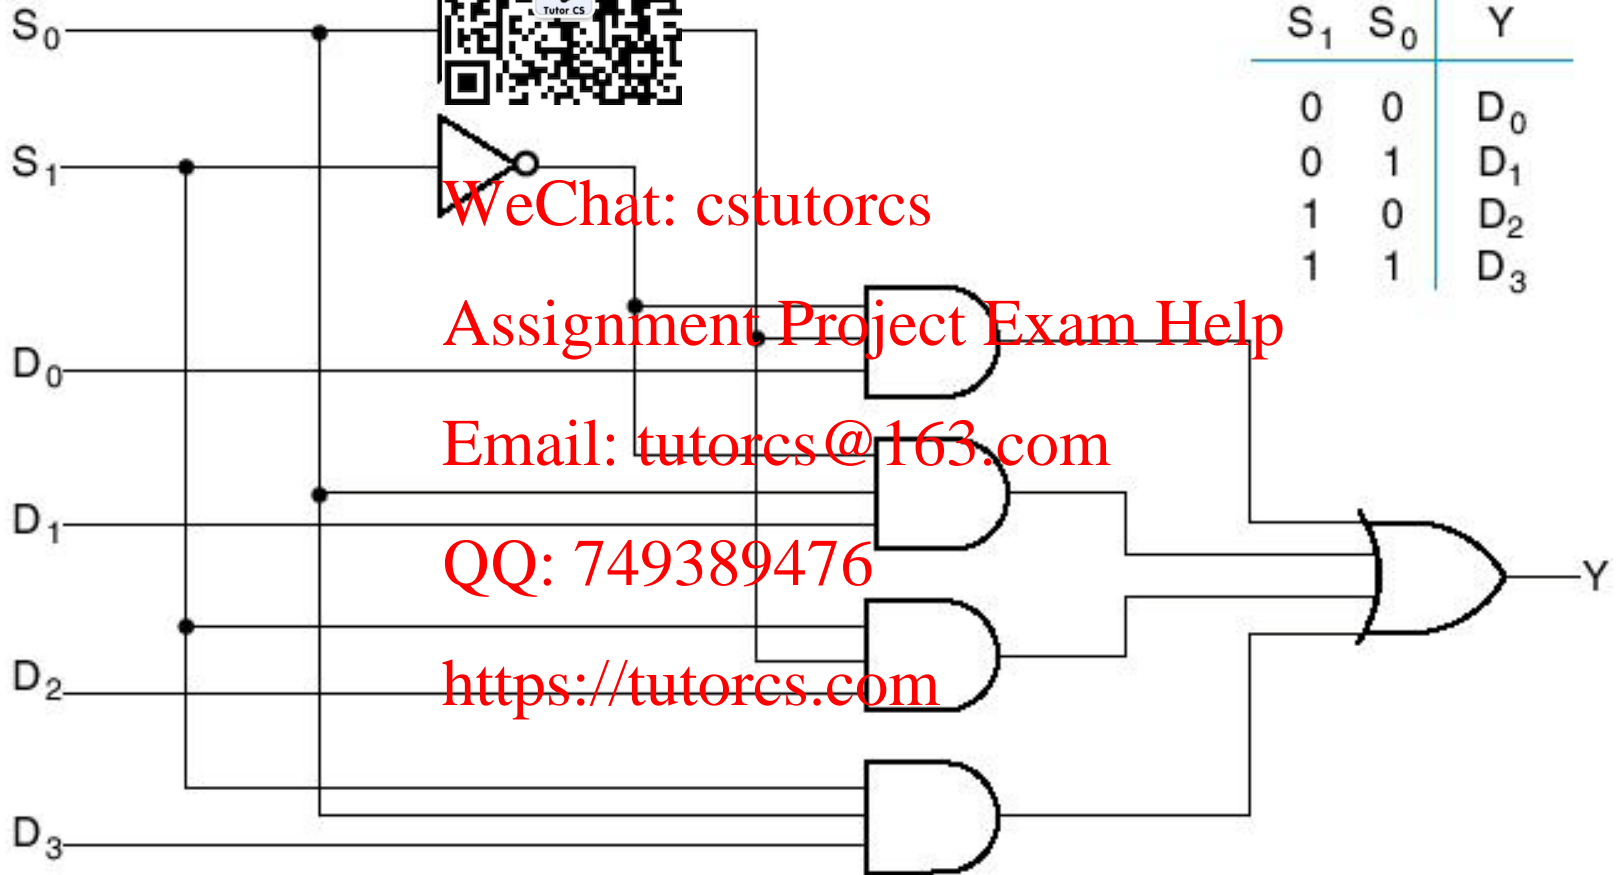 Tutor CS
S0
S1 S0 Y
0 0 D0
0 1 D1
1 0 D2
1 1 D3
S1
WeChat: cstutorcs
Assignment Project Exam Help
D0
Email: tutorcs@163.com
D1
QQ: 749389476
Y
D2
https://tutorcs.com
D3